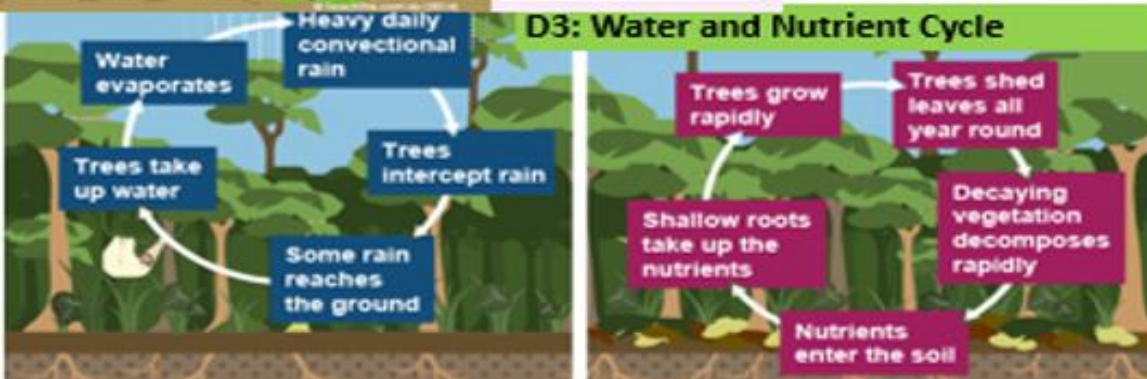 D3: Water and Nutrient Cycle
Heavy daily
convectional
rain
Trees
intercept rain
Some rain
reaches
the ground
Trees take
up water
Water
evaporates
Trees grow
rapidly
Trees shed
leaves all
year round
Decaying
vegetation
decomposes
rapidly
Nutrients
enter the soil
Shallow roots
take up the
nutrients